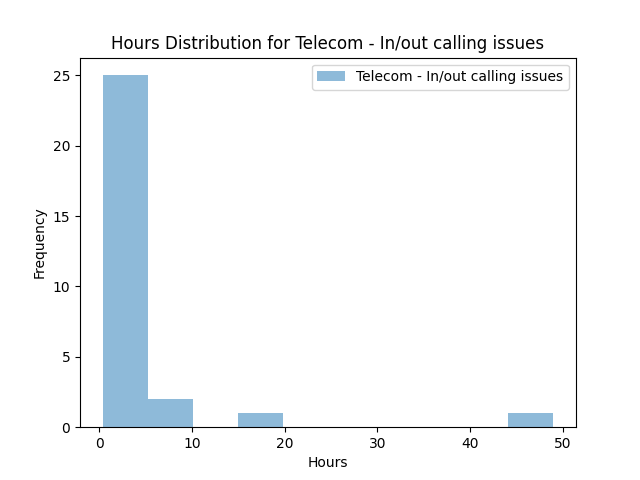 Hours Distribution for Telecom - In/out calling issues
Telecom - In/out calling issues
25
20
15
10
5
0
Frequency
0 10 20 30 40 50
Hours